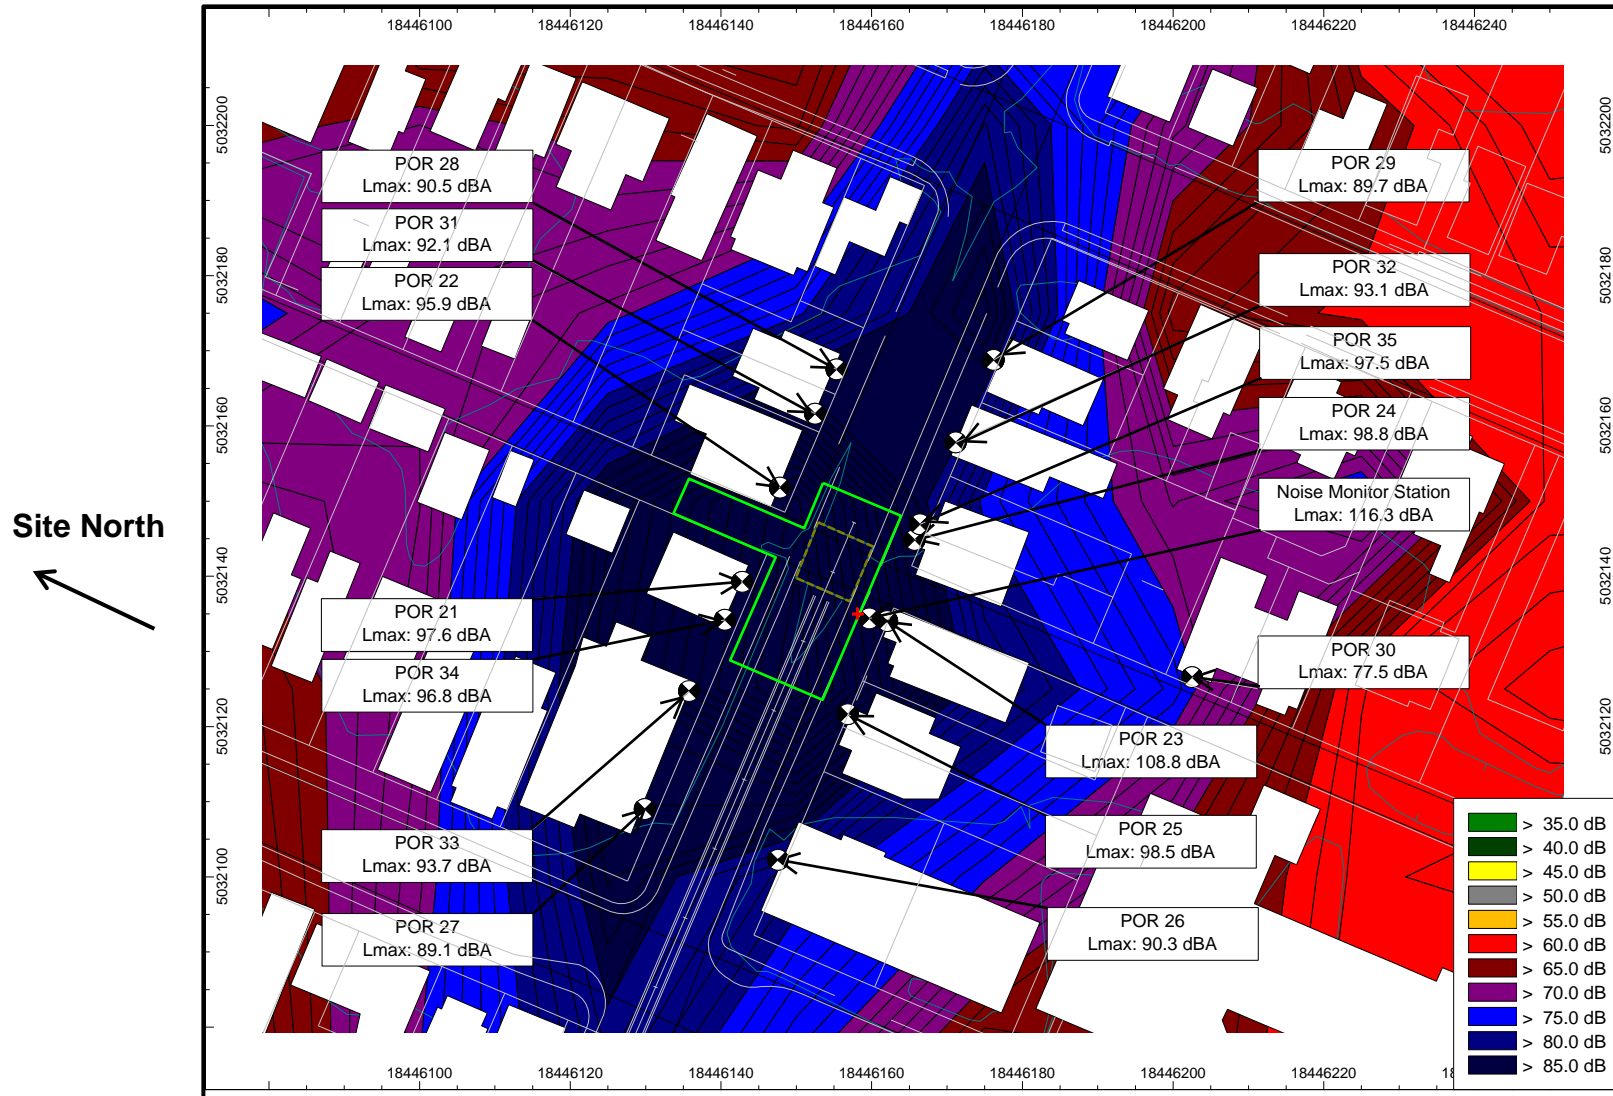 18446100 18446120 18446140 18446160 18446180 18446200 18446220 18446240
5032200
5032180
5032160
5032140
5032120
5032100
Site North
POR 28
Lmax: 90.5 dBA
POR 31
Lmax: 92.1 dBA
POR 22
Lmax: 95.9 dBA
POR 21
Lmax: 97.6 dBA
POR 34
Lmax: 96.8 dBA
POR 33
Lmax: 93.7 dBA
POR 27
Lmax: 89.1 dBA
POR 29
Lmax: 89.7 dBA
POR 32
Lmax: 93.1 dBA
POR 35
Lmax: 97.5 dBA
POR 24
Lmax: 98.8 dBA
Noise Monitor Station
Lmax: 116.3 dBA
POR 30
Lmax: 77.5 dBA
POR 23
Lmax: 108.8 dBA
POR 25
Lmax: 98.5 dBA
POR 26
Lmax: 90.3 dBA
5032200
5032180
5032160
5032140
5032120
> 35.0 dB
> 40.0 dB
> 45.0 dB
> 50.0 dB
> 55.0 dB
> 60.0 dB
> 65.0 dB
> 70.0 dB
> 75.0 dB
> 80.0 dB
> 85.0 dB
18446100 18446120 18446140 18446160 18446180 18446200 18446220